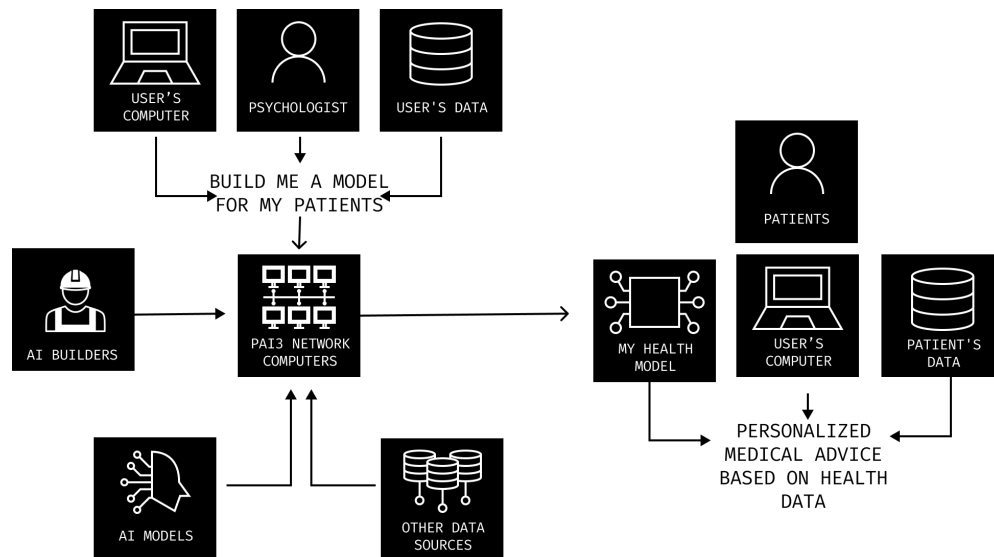 USER'S
COMPUTER
PSYCHOLOGIST
USER'S DATA
BUILD ME A MODEL
FOR MY PATIENTS
PATIENTS
AI BUILDERS
PAI3 NETWORK
COMPUTERS
MY HEALTH
MODEL
USER'S
COMPUTER
PATIENT'S
DATA
PERSONALIZED
MEDICAL ADVICE
BASED ON HEALTH
DATA
AI MODELS
OTHER DATA
SOURCES